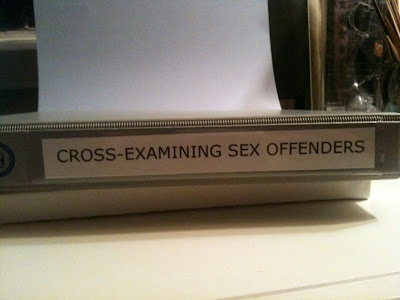 CROSS-EXAMINING SEX OFFENDERS